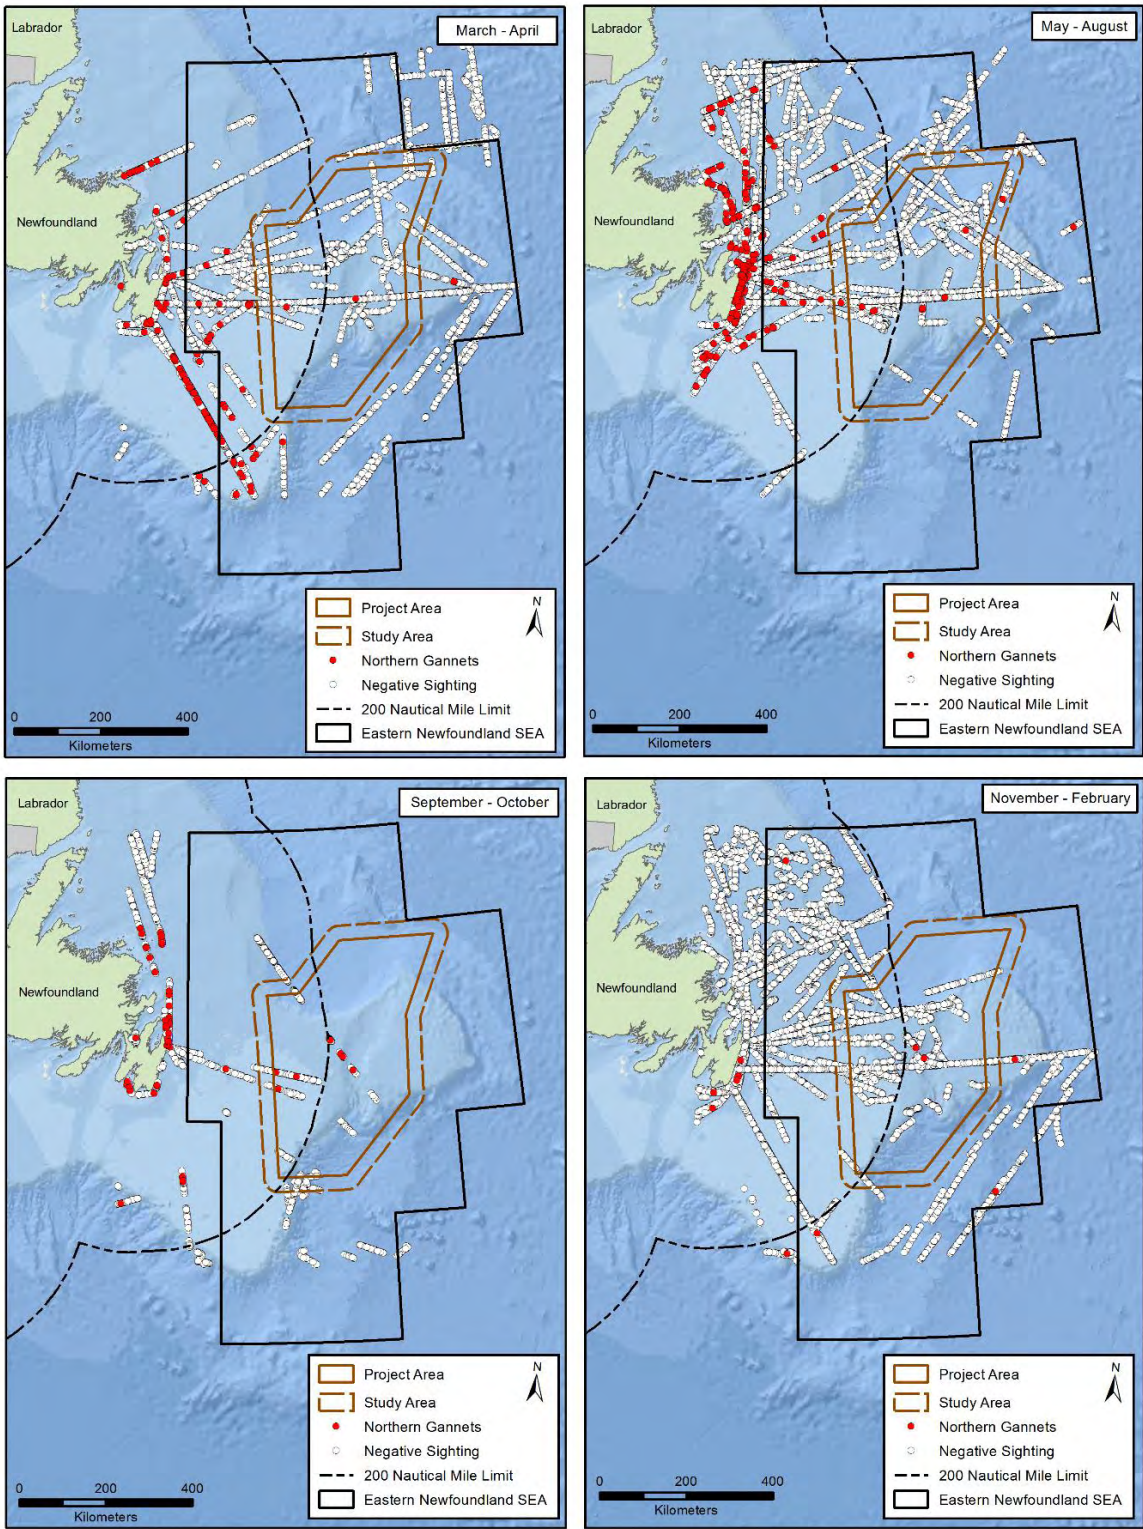 Labrador
March - April
Newfoundland
N
Project Area
Study Area
Northern Gannets
Negative Sighting
200 Nautical Mile Limit
Eastern Newfoundland SEA
0 200 400
Kilometers
Labrador
May - August
Newfoundland
N
Project Area
Study Area
Northern Gannets
Negative Sighting
200 Nautical Mile Limit
Eastern Newfoundland SEA
0 200 400
Kilometers
Labrador
September - October
Newfoundland
N
Project Area
Study Area
Northern Gannets
Negative Sighting
200 Nautical Mile Limit
Eastern Newfoundland SEA
0 200 400
Kilometers
Labrador
November - February
Newfoundland
N
Project Area
Study Area
Northern Gannets
Negative Sighting
200 Nautical Mile Limit
Eastern Newfoundland SEA
0 200 400
Kilometers